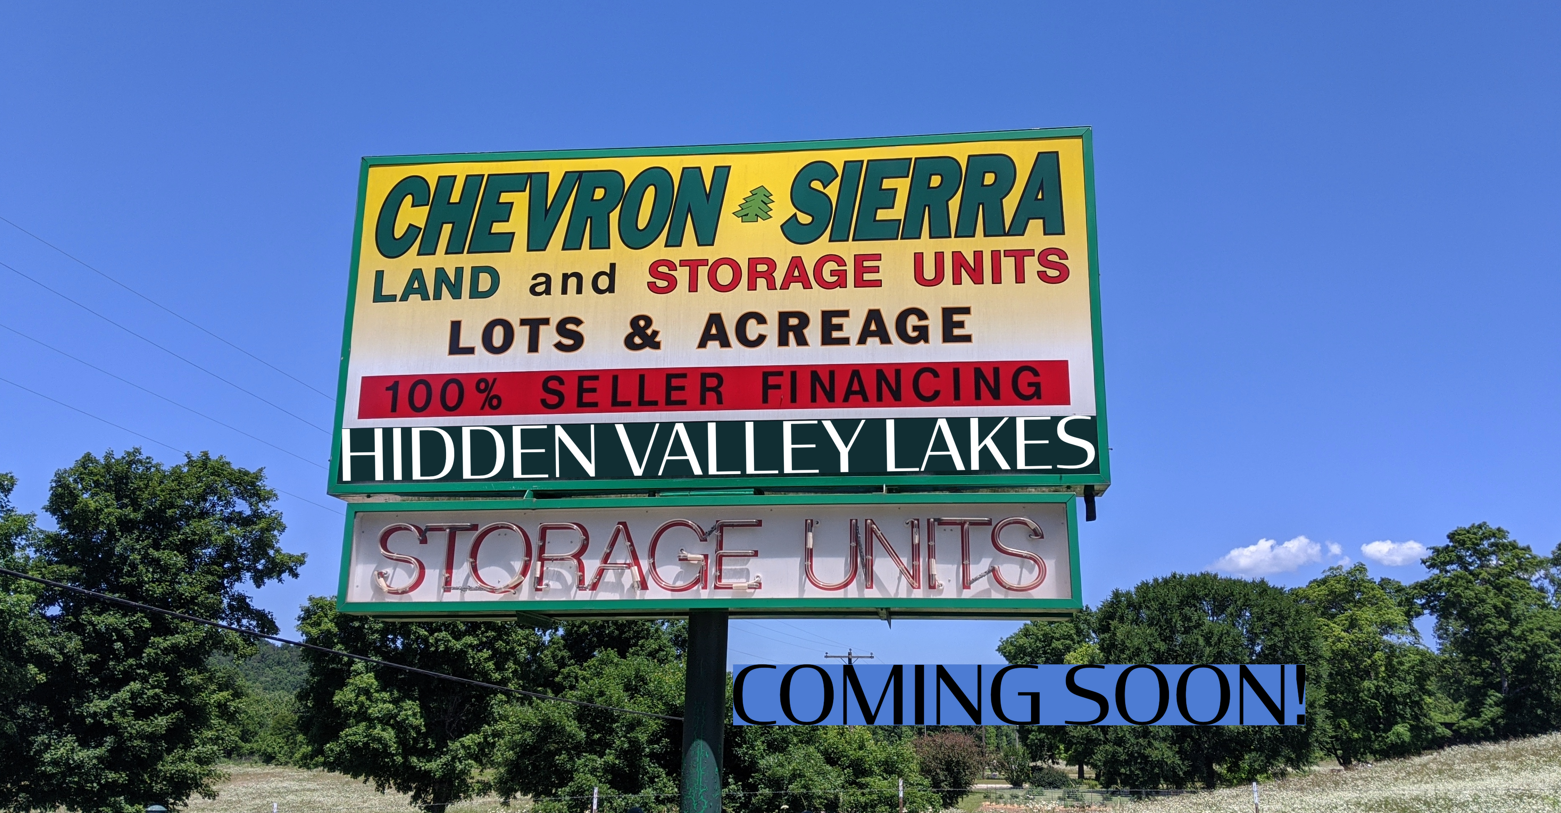 CHEVRON SIERRA
LAND and STORAGE UNITS
LOTS & ACREAGE
100% SELLER FINANCING
HIDDEN VALLEY LAKES
STORAGE UNITS
COMING SOON!